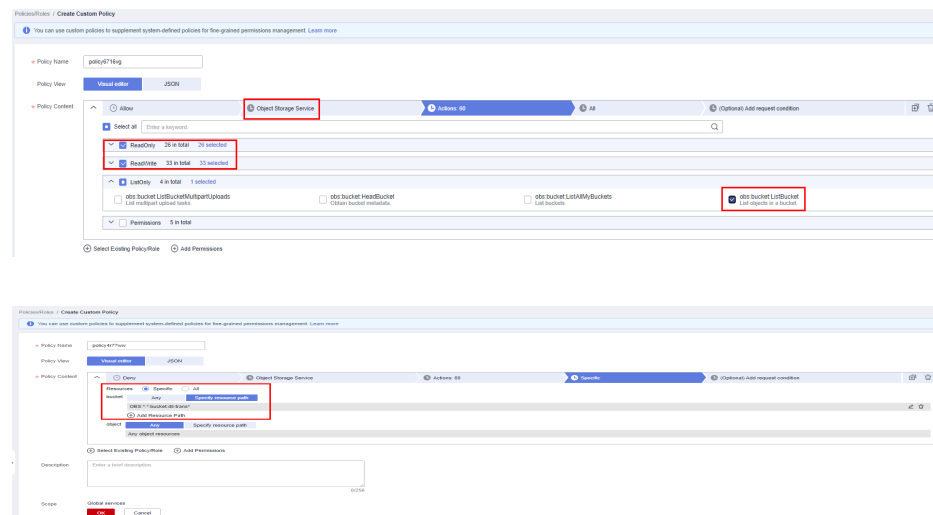 Policies/Roles / Create Custom Policy
You can use custom policies to supplement system-defined policies for fine-grained permissions management. Learn more
Policy Name policy6716vg
Policy View Visual editor JSON
Policy Content Allow Object Storage Service Actions: 60 All (Optional) Add request condition
Select all Enter a keyword.
ReadOnly 26 in total 26 selected
ReadWrite 33 in total 33 selected
ListOnly 4 in total 1 selected
obs:bucket:ListBucketMultipartUploads obs:bucket:HeadBucket obs:bucket:ListAllMyBuckets obs:bucket:ListBucket
List multipart upload tasks. Obtain bucket metadata. List buckets. List objects in a bucket.
Permissions 5 in total
Select Existing Policy/Role Add Permissions
Policies/Roles / Create Custom Policy
You can use custom policies to supplement system-defined policies for fine-grained permissions management. Learn more
Policy Name
Policy View Visual editor JSON
Policy Content Deny Object Storage Service Actions: 60 Specific (Optional) Add request condition
Resources Specific All
bucket Any Specify resource path
OBS:*:*:bucket:dli-trans*
Add Resource Path
object Any Specify resource path
Any object resources
Select Existing Policy/Role Add Permissions
Description Enter a brief description.
0/256
Scope Global services
OK Cancel